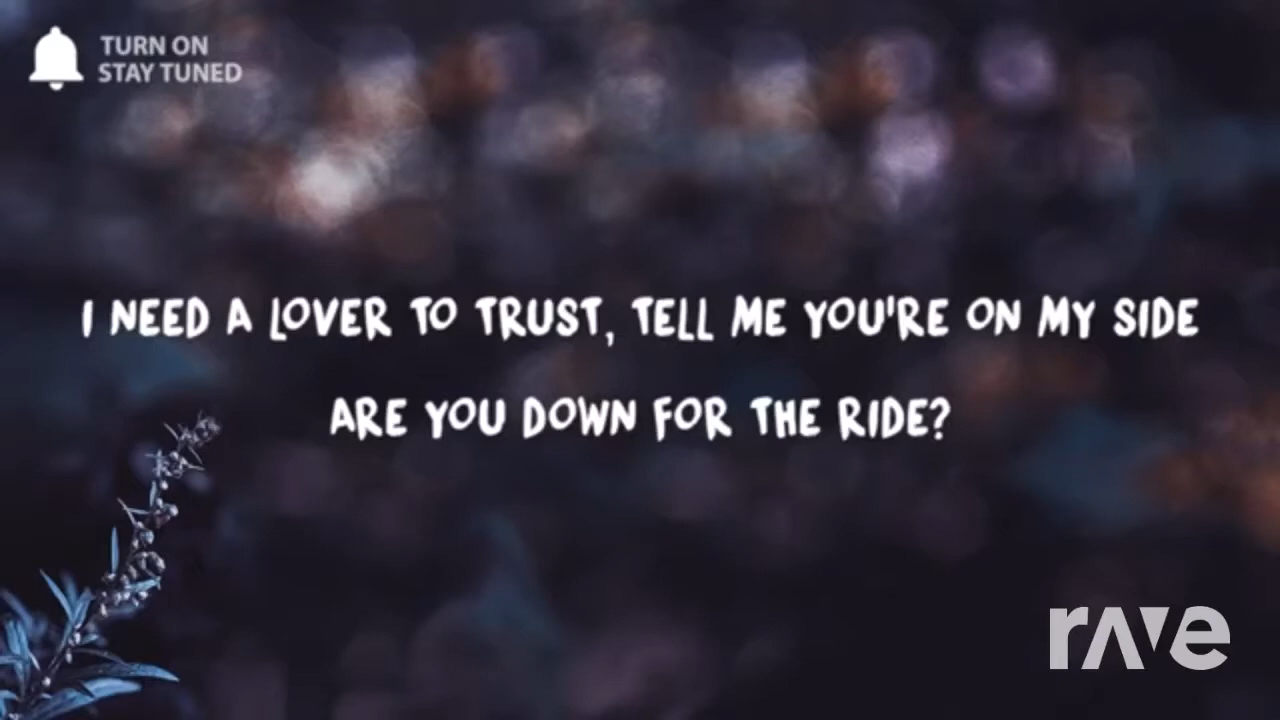 TURN ON
STAY TUNED
I NEED A LOVER TO TRUST, TELL ME YOU'RE ON MY SIDE
ARE YOU DOWN FOR THE RIDE?
rave